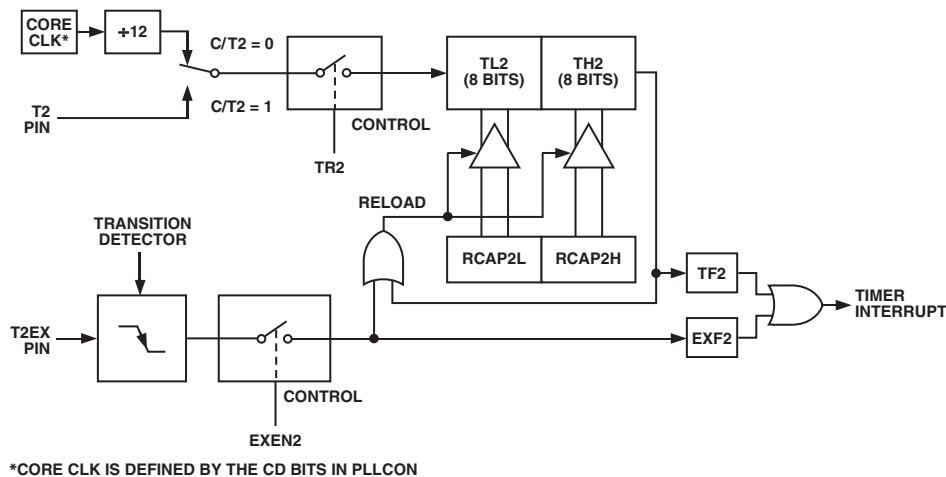 CORE
CLK*
÷12
C/T2 = 0
C/T2 = 1
T2
PIN
CONTROL
TR2
TL2
(8 BITS)
TH2
(8 BITS)
RELOAD
TRANSITION
DETECTOR
RCAP2L
RCAP2H
TF2
TIMER
INTERRUPT
T2EX
PIN
EXF2
CONTROL
EXEN2
*CORE CLK IS DEFINED BY THE CD BITS IN PLLCON